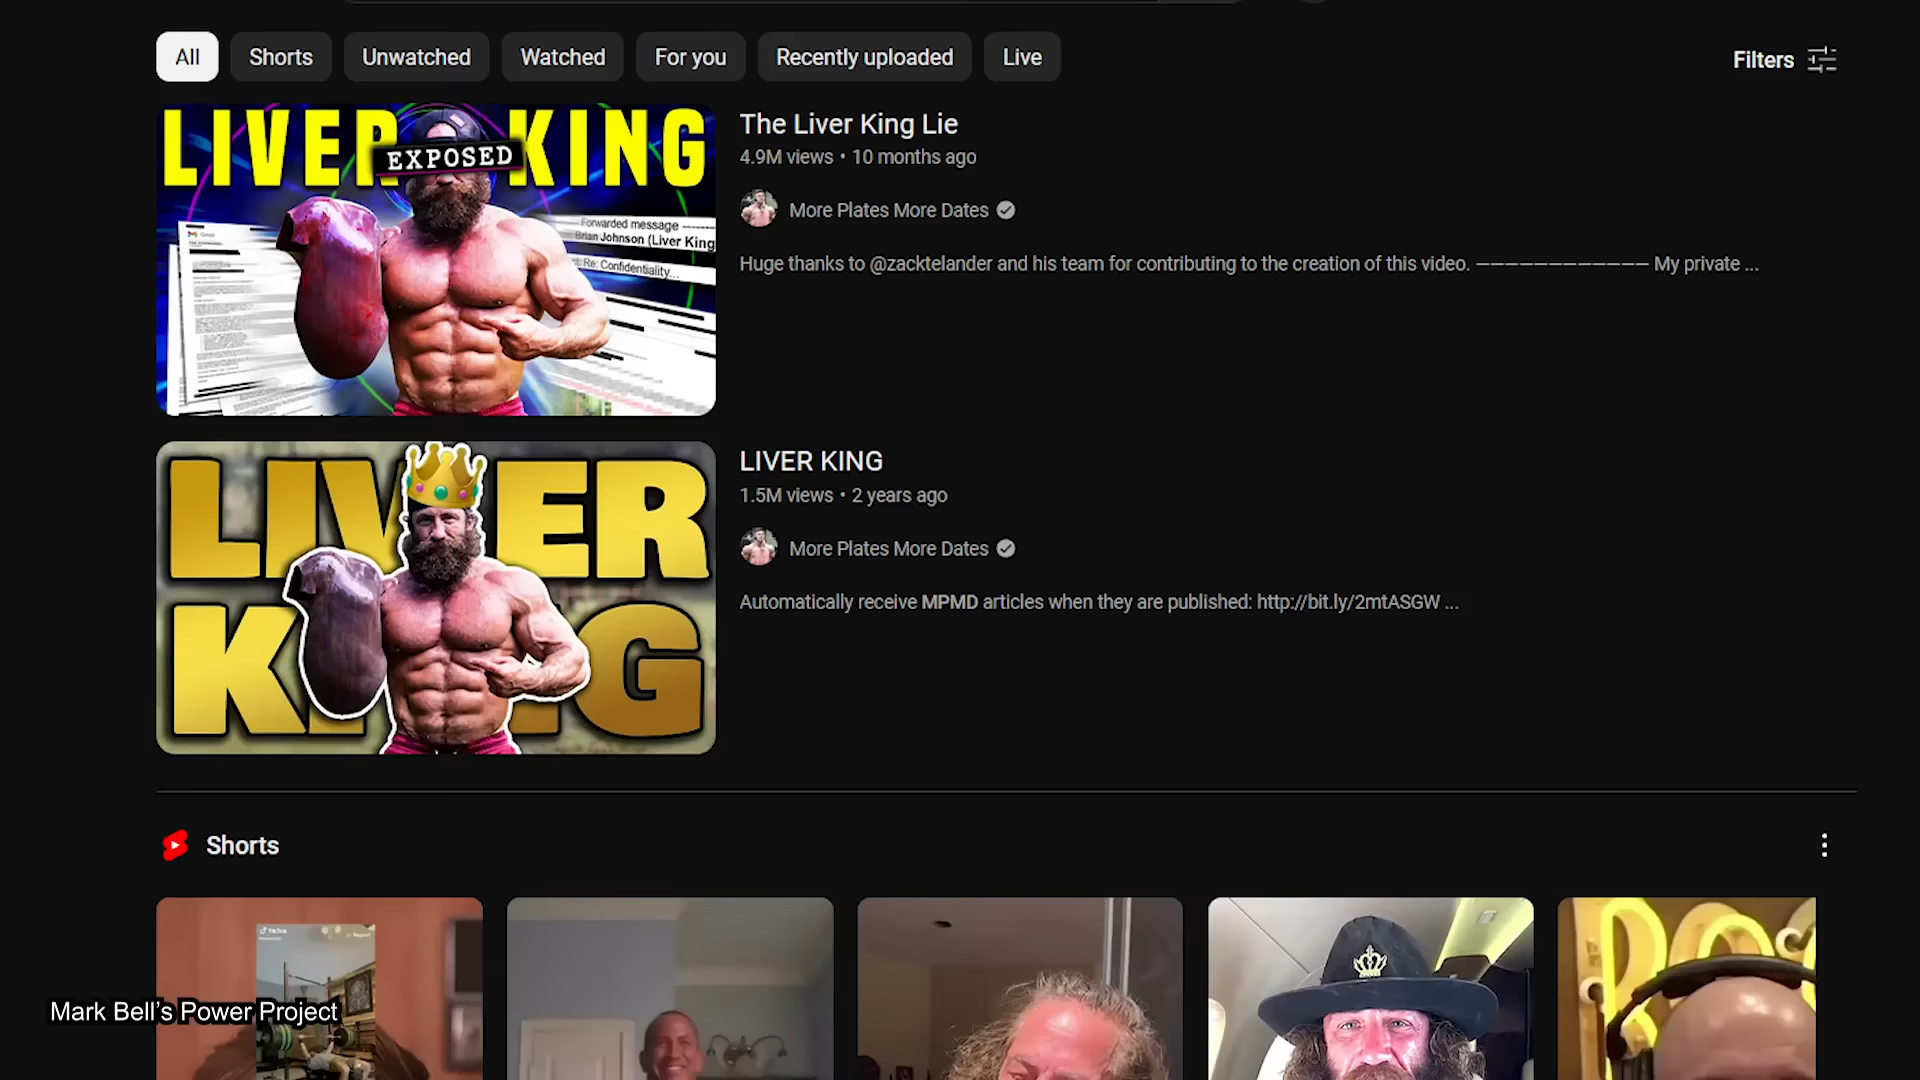 All
Shorts
Unwatched
Watched
For you
Recently uploaded
Live
Filters
LIVER KING
EXPOSED
Forwarded message
Brian Johnson (Liver King
Re: Confidentiality...
The Liver King Lie
4.9M views • 10 months ago
More Plates More Dates
Huge thanks to @zacktelander and his team for contributing to the creation of this video. ———————————— My private ...
LIVER
K G
LIVER KING
1.5M views • 2 years ago
More Plates More Dates
Automatically receive MPMD articles when they are published: http://bit.ly/2mtASGW ...
Shorts
TikTok
Mark Bell's Power Project